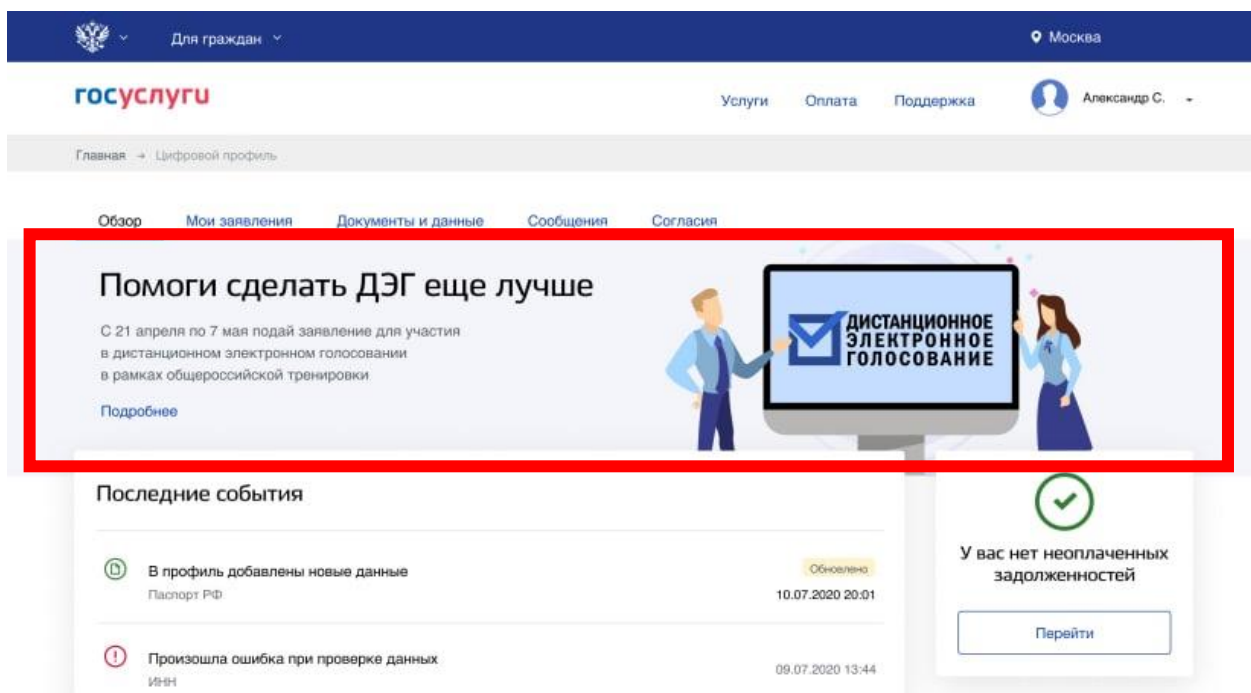 Для граждан
Москва
госуслуги
Услуги
Оплата
Поддержка
Александр С.
Главная → Цифровой профиль
Обзор
Мои заявления
Документы и данные
Сообщения
Согласия
Помоги сделать ДЭГ еще лучше
С 21 апреля по 7 мая подай заявление для участия
в дистанционном электронном голосовании
в рамках общероссийской тренировки
Подробнее
ДИСТАНЦИОННОЕ
ЭЛЕКТРОННОЕ
ГОЛОСОВАНИЕ
Последние события
В профиль добавлены новые данные
Паспорт РФ
Обновлено
10.07.2020 20:01
Произошла ошибка при проверке данных
ИНН
09.07.2020 13:44
У вас нет неоплаченных
задолженностей
Перейти